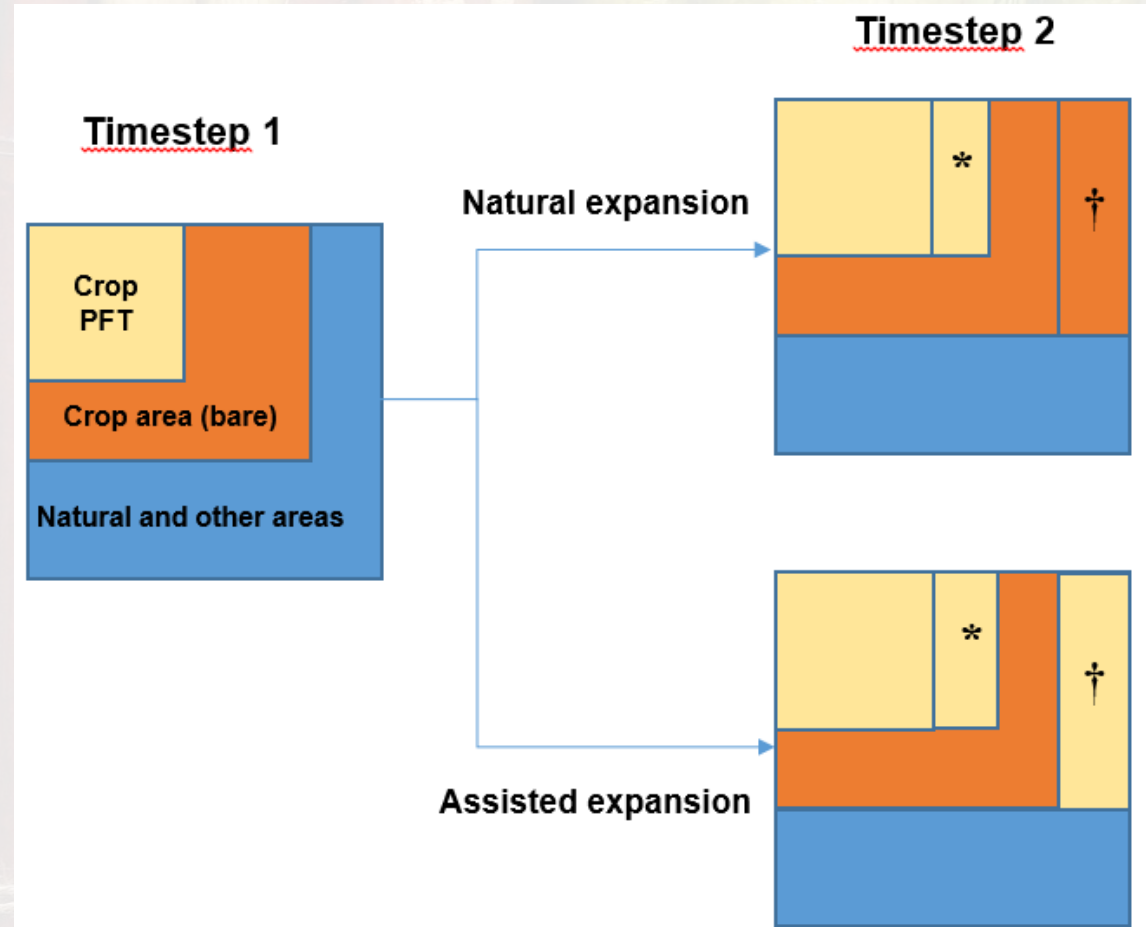 Timestep 2
Timestep 1
Natural expansion
*
†
Crop
PFT
Crop area (bare)
Natural and other areas
*
†
Assisted expansion